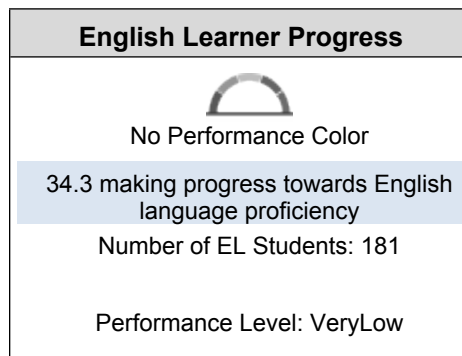 English Learner Progress
No Performance Color
34.3 making progress towards English
language proficiency
Number of EL Students: 181
Performance Level: VeryLow